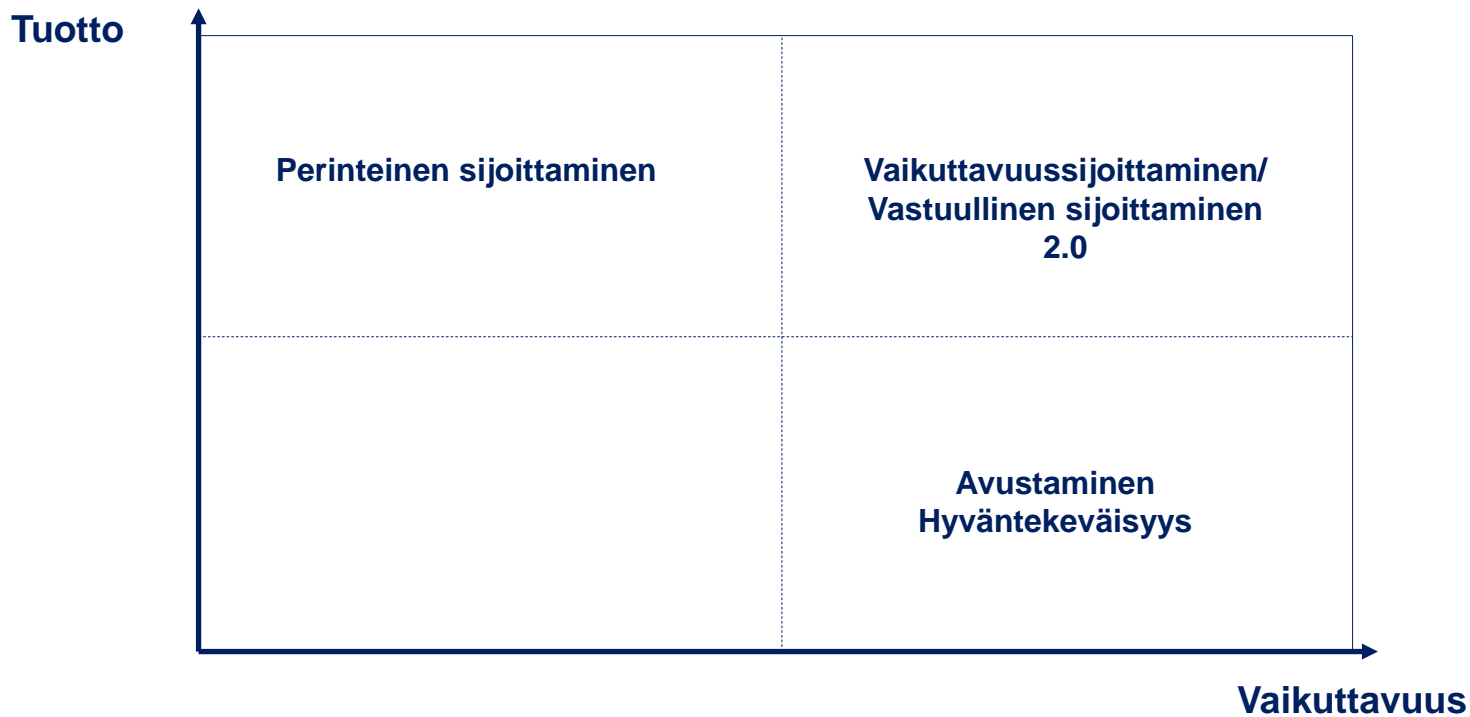 Tuotto
Perinteinen sijoittaminen
Vaikuttavuussijoittaminen/
Vastuullinen sijoittaminen
2.0
Avustaminen
Hyväntekeväisyys
Vaikuttavuus